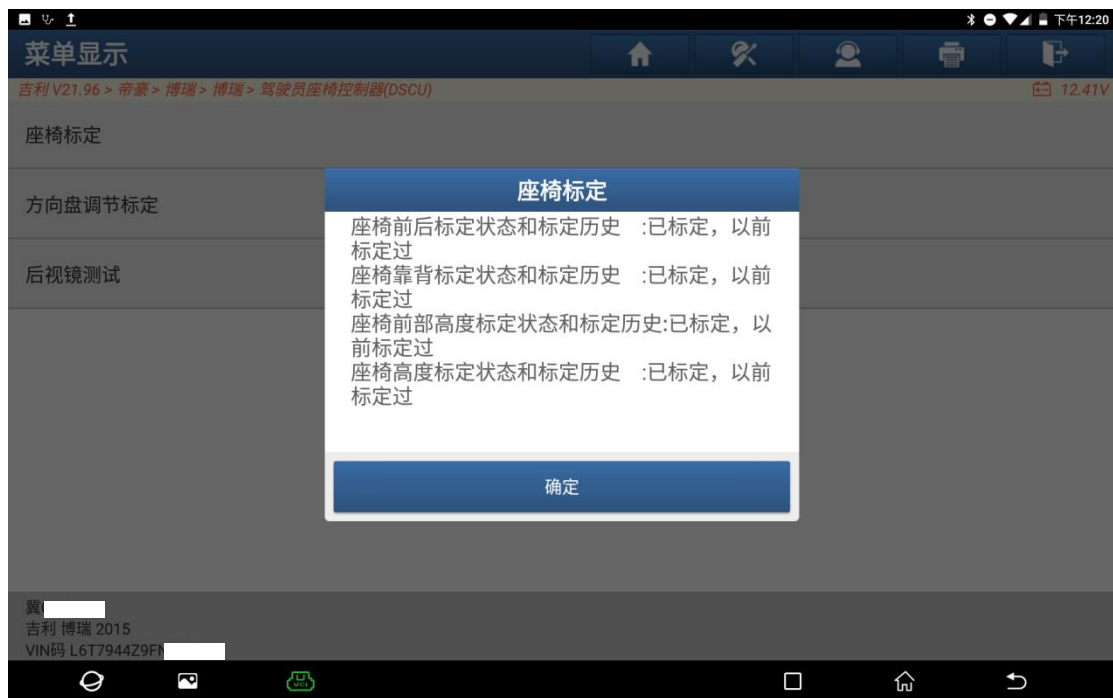 下午12:20
菜单显示
吉利 V21.96 > 帝豪 > 博瑞 > 博瑞 > 驾驶员座椅控制器(DSCU)
12.41V
座椅标定
方向盘调节标定
后视镜测试
座椅标定
座椅前后标定状态和标定历史 :已标定，以前
标定过
座椅靠背标定状态和标定历史 :已标定，以前
标定过
座椅前部高度标定状态和标定历史:已标定，以
前标定过
座椅高度标定状态和标定历史 :已标定，以前
标定过
确定
冀
吉利 博瑞 2015
VIN码 L6T7944Z9FN
VCI